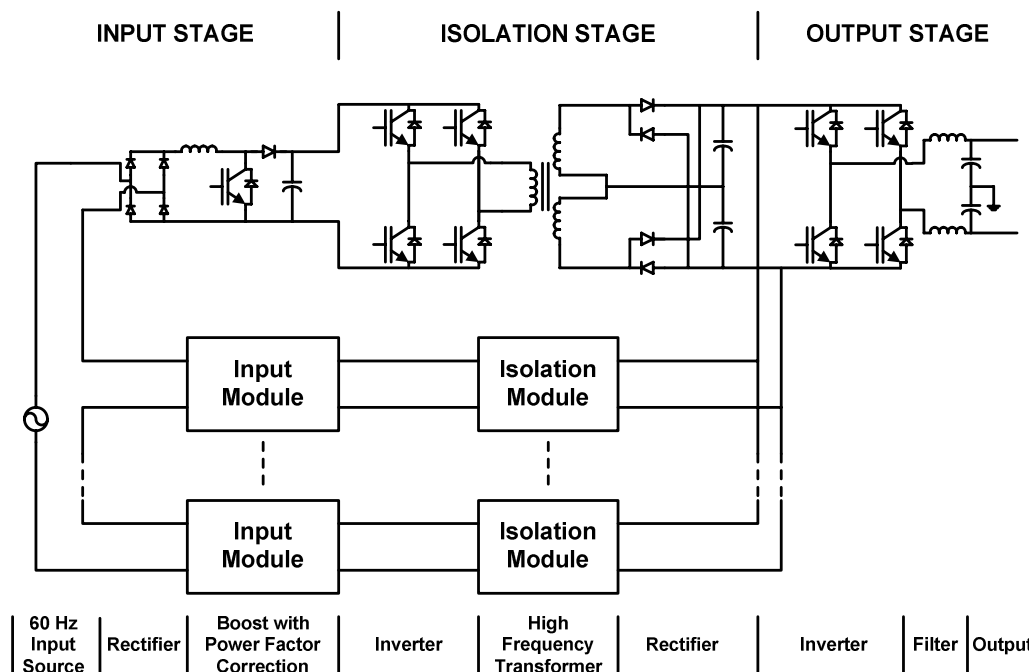 INPUT STAGE
ISOLATION STAGE
OUTPUT STAGE
Input
Module
Isolation
Module
Input
Module
Isolation
Module
60 Hz
Input
Source
Rectifier
Boost with
Power Factor
Correction
Inverter
High
Frequency
Transformer
Rectifier
Inverter
Filter
Output